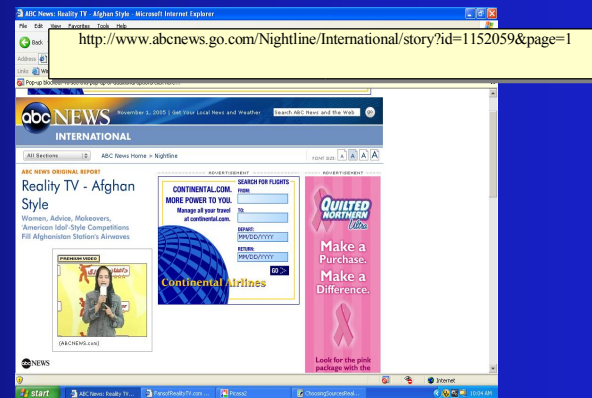 ABC News: Reality TV - Afghan Style - Microsoft Internet Explorer
File Edit View Favorites Tools Help
Back
http://www.abcnews.go.com/Nightline/International/story?id=1152059&page=1
Address
Links
abc NEWS
November 1, 2005 | Get Your Local News and Weather
Search ABC News and the Web
go
INTERNATIONAL
All Sections
ABC News Home > Nightline
FONT SIZE: A A A A
ABC NEWS ORIGINAL REPORT
Reality TV - Afghan
Style
Women, Advice, Makeovers,
'American Idol'-Style Competitions
Fill Afghanistan Station's Airwaves
PREMIUM VIDEO
(ABCNEWS.com)
abc NEWS
ADVERTISEMENT
CONTINENTAL.COM.
MORE POWER TO YOU.
Manage all your travel
at continental.com.
SEARCH FOR FLIGHTS
FROM:
TO:
DEPART:
MM/DD/YYYY
RETURN:
MM/DD/YYYY
GO >
Continental Airlines
ADVERTISEMENT
QUILTED
NORTHERN
Ultra
Make a
Purchase.
Make a
Difference.
Look for the pink
package with the
Internet
start
ABC News: Reality TV...
FansofRealityTV.com ...
Picasa2
ChoosingSourcesReal...
10:04 AM